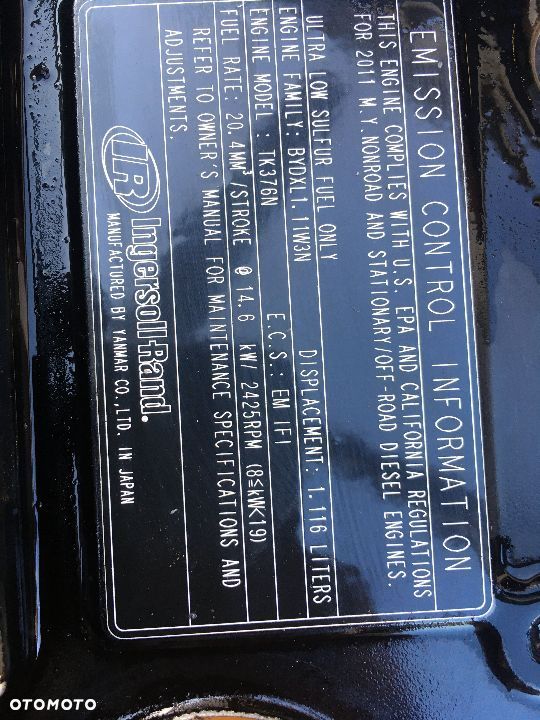 EMISSION CONTROL INFORMATION
THIS ENGINE COMPLIES WITH U.S. EPA AND CALIFORNIA REGULATIONS
FOR 2011 M.Y. NONROAD AND STATIONARY/OFF-ROAD DIESEL ENGINES.
ULTRA LOW SULFUR FUEL ONLY
ENGINE FAMILY: BYDXL1.11W3N DISPLACEMENT: 1.116 LITERS
ENGINE MODEL : TK376N E.C.S.: EM IFI
FUEL RATE: 20.4MM³/STROKE @ 14.6 kW/ 2425RPM (8≦kW<19)
REFER TO OWNER'S MANUAL FOR MAINTENANCE SPECIFICATIONS AND
ADJUSTMENTS.
IR Ingersoll-Rand.
MANUFACTURED BY YANMAR CO.,LTD. IN JAPAN
OTOMOTO